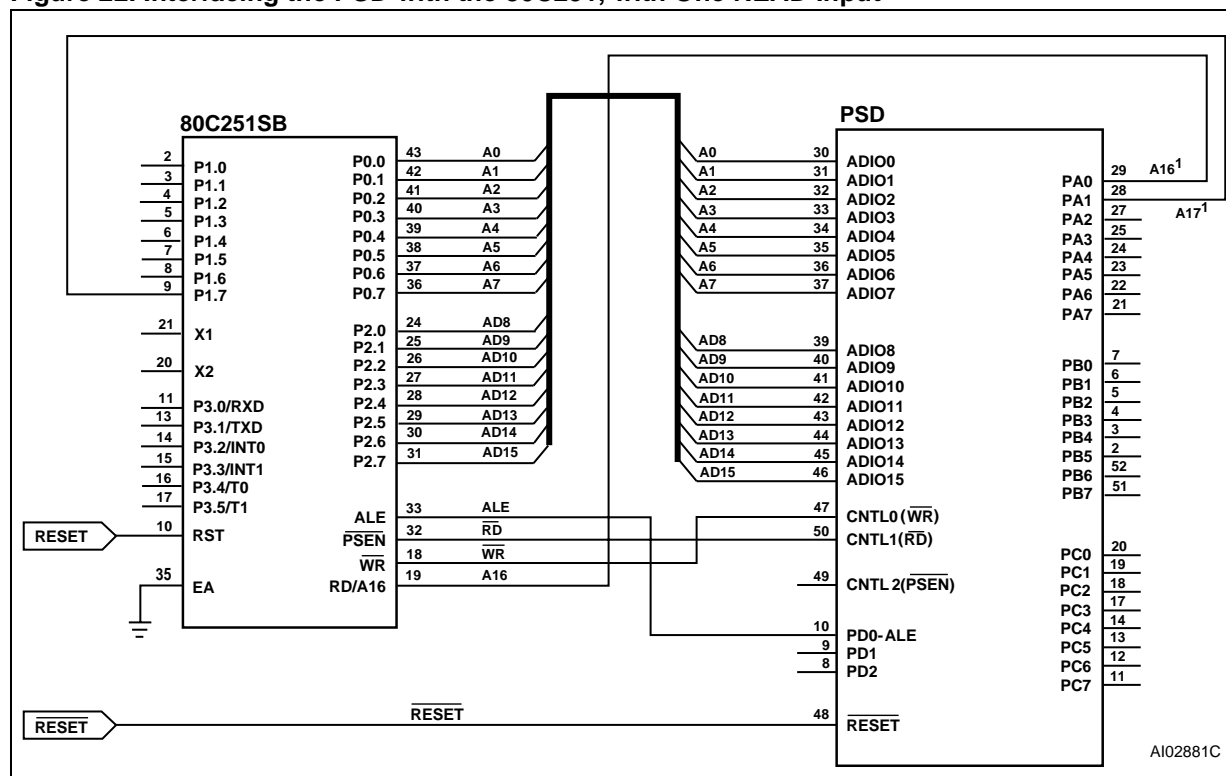 Figure 22. Interfacing the PSD with the 80C251, with One READ Input
80C251SB
2 P1.0
3 P1.1
4 P1.2
5 P1.3
6 P1.4
7 P1.5
8 P1.6
9 P1.7
21 X1
20 X2
11 P3.0/RXD
13 P3.1/TXD
14 P3.2/INT0
15 P3.3/INT1
16 P3.4/T0
17 P3.5/T1
RESET 10 RST
35 EA
P0.0 43 A0
P0.1 42 A1
P0.2 41 A2
P0.3 40 A3
P0.4 39 A4
P0.5 38 A5
P0.6 37 A6
P0.7 36 A7
P2.0 24 AD8
P2.1 25 AD9
P2.2 26 AD10
P2.3 27 AD11
P2.4 28 AD12
P2.5 29 AD13
P2.6 30 AD14
P2.7 31 AD15
ALE 33 ALE
PSEN 32 RD
WR 18 WR
RD/A16 19 A16
PSD
A0 30 ADIO0
A1 31 ADIO1
A2 32 ADIO2
A3 33 ADIO3
A4 34 ADIO4
A5 35 ADIO5
A6 36 ADIO6
A7 37 ADIO7
AD8 39 ADIO8
AD9 40 ADIO9
AD10 41 ADIO10
AD11 42 ADIO11
AD12 43 ADIO12
AD13 44 ADIO13
AD14 45 ADIO14
AD15 46 ADIO15
47 CNTL0(WR)
50 CNTL1(RD)
49 CNTL 2(PSEN)
10 PD0-ALE
9 PD1
8 PD2
RESET RESET 48 RESET
PA0 29 A16¹
PA1 28 A17¹
PA2 27
PA3 25
PA4 24
PA5 23
PA6 22
PA7 21
PB0 7
PB1 6
PB2 5
PB3 4
PB4 3
PB5 2
PB6 52
PB7 51
PC0 20
PC1 19
PC2 18
PC3 17
PC4 14
PC5 13
PC6 12
PC7 11
AI02881C